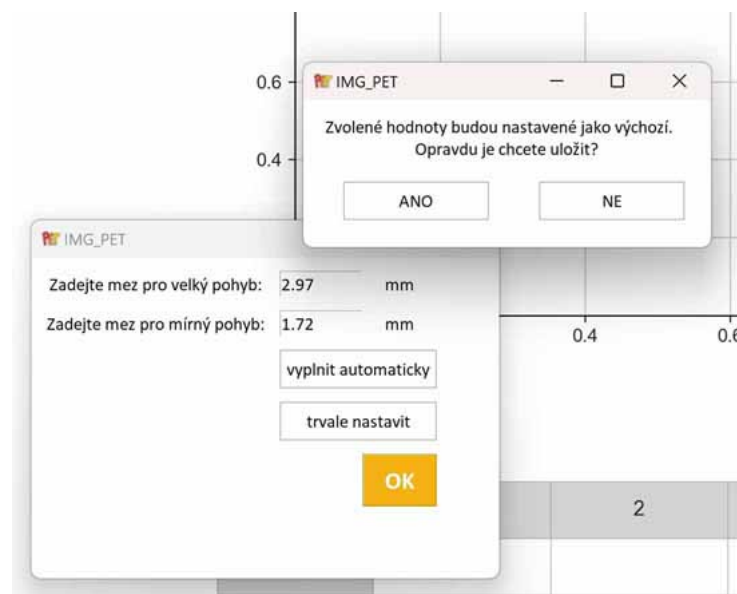 0.6
IMG_PET
Zvolené hodnoty budou nastavené jako výchozí.
Opravdu je chcete uložit?
0.4
ANO NE
IMG_PET
Zadejte mez pro velký pohyb: 2.97 mm
Zadejte mez pro mírný pohyb: 1.72 mm
0.4
vyplnit automaticky
trvale nastavit
OK
2